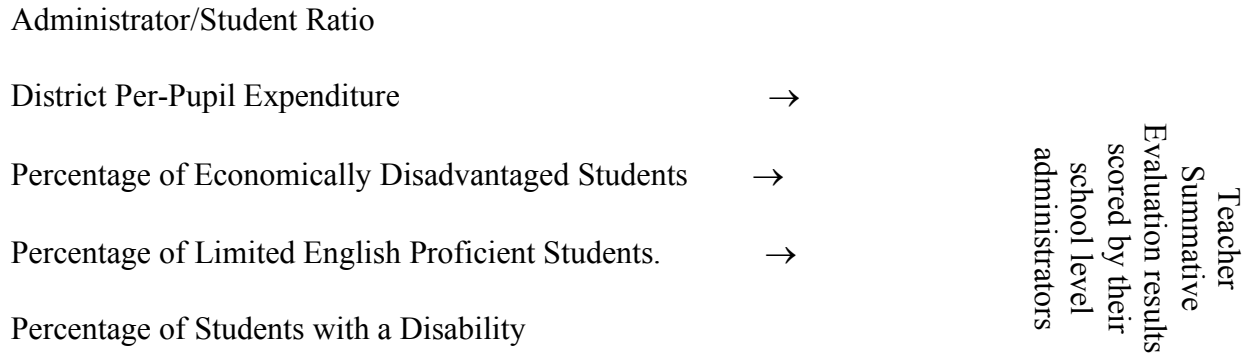 Administrator/Student Ratio
District Per-Pupil Expenditure →
Percentage of Economically Disadvantaged Students →
Percentage of Limited English Proficient Students. →
Percentage of Students with a Disability
Teacher
Summative
Evaluation results
scored by their
school level
administrators